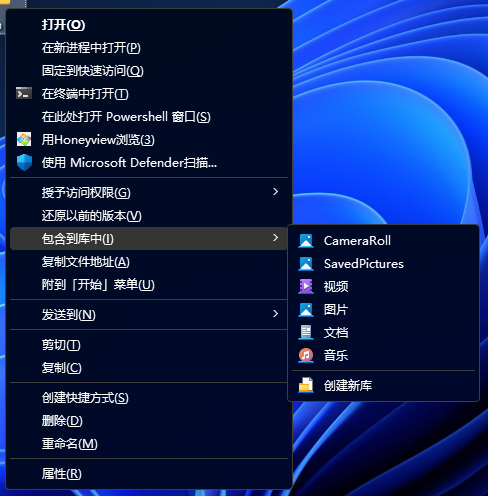 打开(O)
在新进程中打开(P)
固定到快速访问(Q)
在终端中打开(T)
在此处打开 Powershell 窗口(S)
用Honeyview浏览(3)
使用 Microsoft Defender扫描...
授予访问权限(G)
还原以前的版本(V)
包含到库中(I)
复制文件地址(A)
附到「开始」菜单(U)
发送到(N)
剪切(T)
复制(C)
创建快捷方式(S)
删除(D)
重命名(M)
属性(R)
CameraRoll
SavedPictures
视频
图片
文档
音乐
创建新库